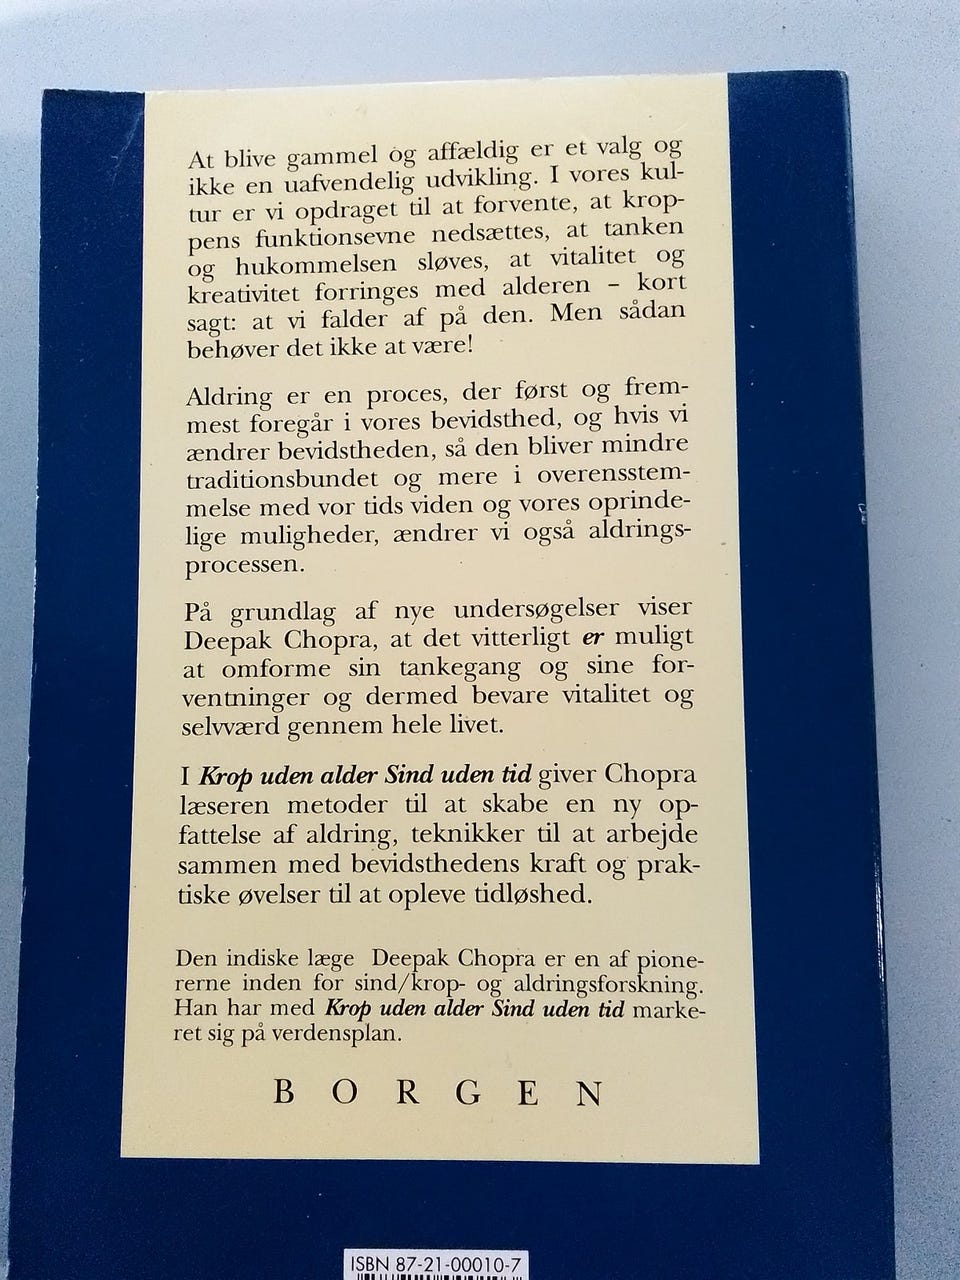 At blive gammel og affældig er et valg og
ikke en uafvendelig udvikling. I vores kul-
tur er vi opdraget til at forvente, at krop-
pens funktionsevne nedsættes, at tanken
og hukommelsen sløves, at vitalitet og
kreativitet forringes med alderen – kort
sagt: at vi falder af på den. Men sådan
behøver det ikke at være!
Aldring er en proces, der først og frem-
mest foregår i vores bevidsthed, og hvis vi
ændrer bevidstheden, så den bliver mindre
traditionsbundet og mere i overensstem-
melse med vor tids viden og vores oprinde-
lige muligheder, ændrer vi også aldrings-
processen.
På grundlag af nye undersøgelser viser
Deepak Chopra, at det vitterligt er muligt
at omforme sin tankegang og sine for-
ventninger og dermed bevare vitalitet og
selvværd gennem hele livet.
I Krop uden alder Sind uden tid giver Chopra
læseren metoder til at skabe en ny op-
fattelse af aldring, teknikker til at arbejde
sammen med bevidsthedens kraft og prak-
tiske øvelser til at opleve tidløshed.
Den indiske læge Deepak Chopra er en af pione-
rerne inden for sind/krop- og aldringsforskning.
Han har med Krop uden alder Sind uden tid marke-
ret sig på verdensplan.
BORGEN
ISBN 87-21-00010-7